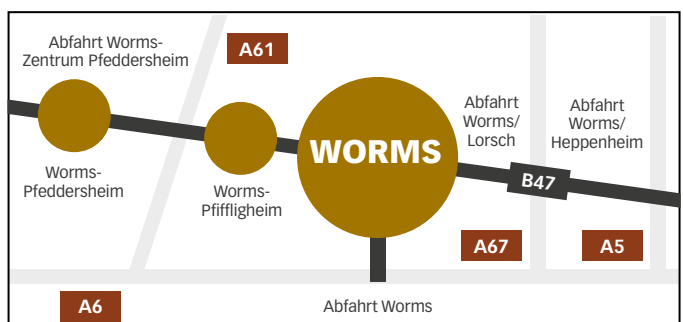 Abfahrt Worms-
Zentrum Pfeddersheim
A61
Abfahrt
Worms/
Lorsch
Abfahrt
Worms/
Heppenheim
WORMS
Worms-
Pfeddersheim
Worms-
Pfiffligheim
B47
A67
A5
A6
Abfahrt Worms